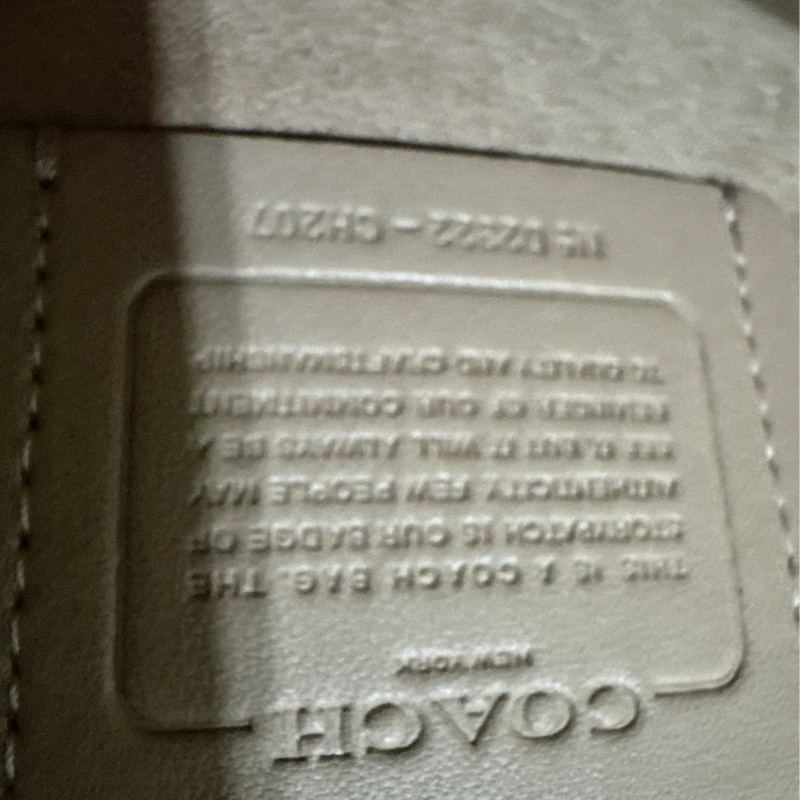 COACH
NEW YORK
THIS IS A COACH BAG. THE
STORYPATCH IS OUR BADGE OF
AUTHENTICITY. FEW PEOPLE MAY
SEE IT, BUT IT WILL ALWAYS BE A
REMINDER OF OUR COMMITMENT
TO QUALITY AND CRAFTSMANSHIP.
- CH207